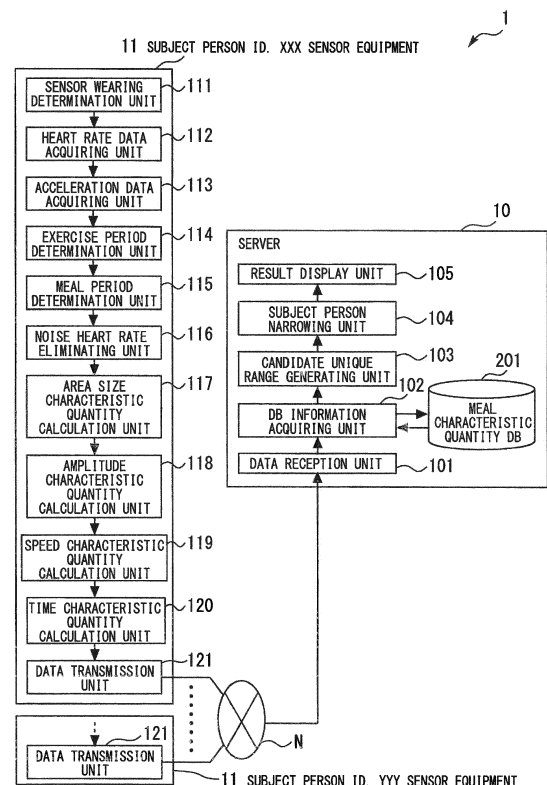 1
11 SUBJECT PERSON ID. XXX SENSOR EQUIPMENT
SENSOR WEARING
DETERMINATION UNIT
111
HEART RATE DATA
ACQUIRING UNIT
112
ACCELERATION DATA
ACQUIRING UNIT
113
EXERCISE PERIOD
DETERMINATION UNIT
114
MEAL PERIOD
DETERMINATION UNIT
115
NOISE HEART RATE
ELIMINATING UNIT
116
AREA SIZE
CHARACTERISTIC
QUANTITY
CALCULATION UNIT
117
AMPLITUDE
CHARACTERISTIC
QUANTITY
CALCULATION UNIT
118
SPEED CHARACTERISTIC
QUANTITY
CALCULATION UNIT
119
TIME CHARACTERISTIC
QUANTITY
CALCULATION UNIT
120
DATA TRANSMISSION
UNIT
121
DATA TRANSMISSION
UNIT
121
11 SUBJECT PERSON ID. YYY SENSOR EQUIPMENT
N
10
SERVER
RESULT DISPLAY UNIT
105
SUBJECT PERSON
NARROWING UNIT
104
CANDIDATE UNIQUE
RANGE GENERATING UNIT
103
DB INFORMATION
ACQUIRING UNIT
102
DATA RECEPTION UNIT
101
201
MEAL
CHARACTERISTIC
QUANTITY DB